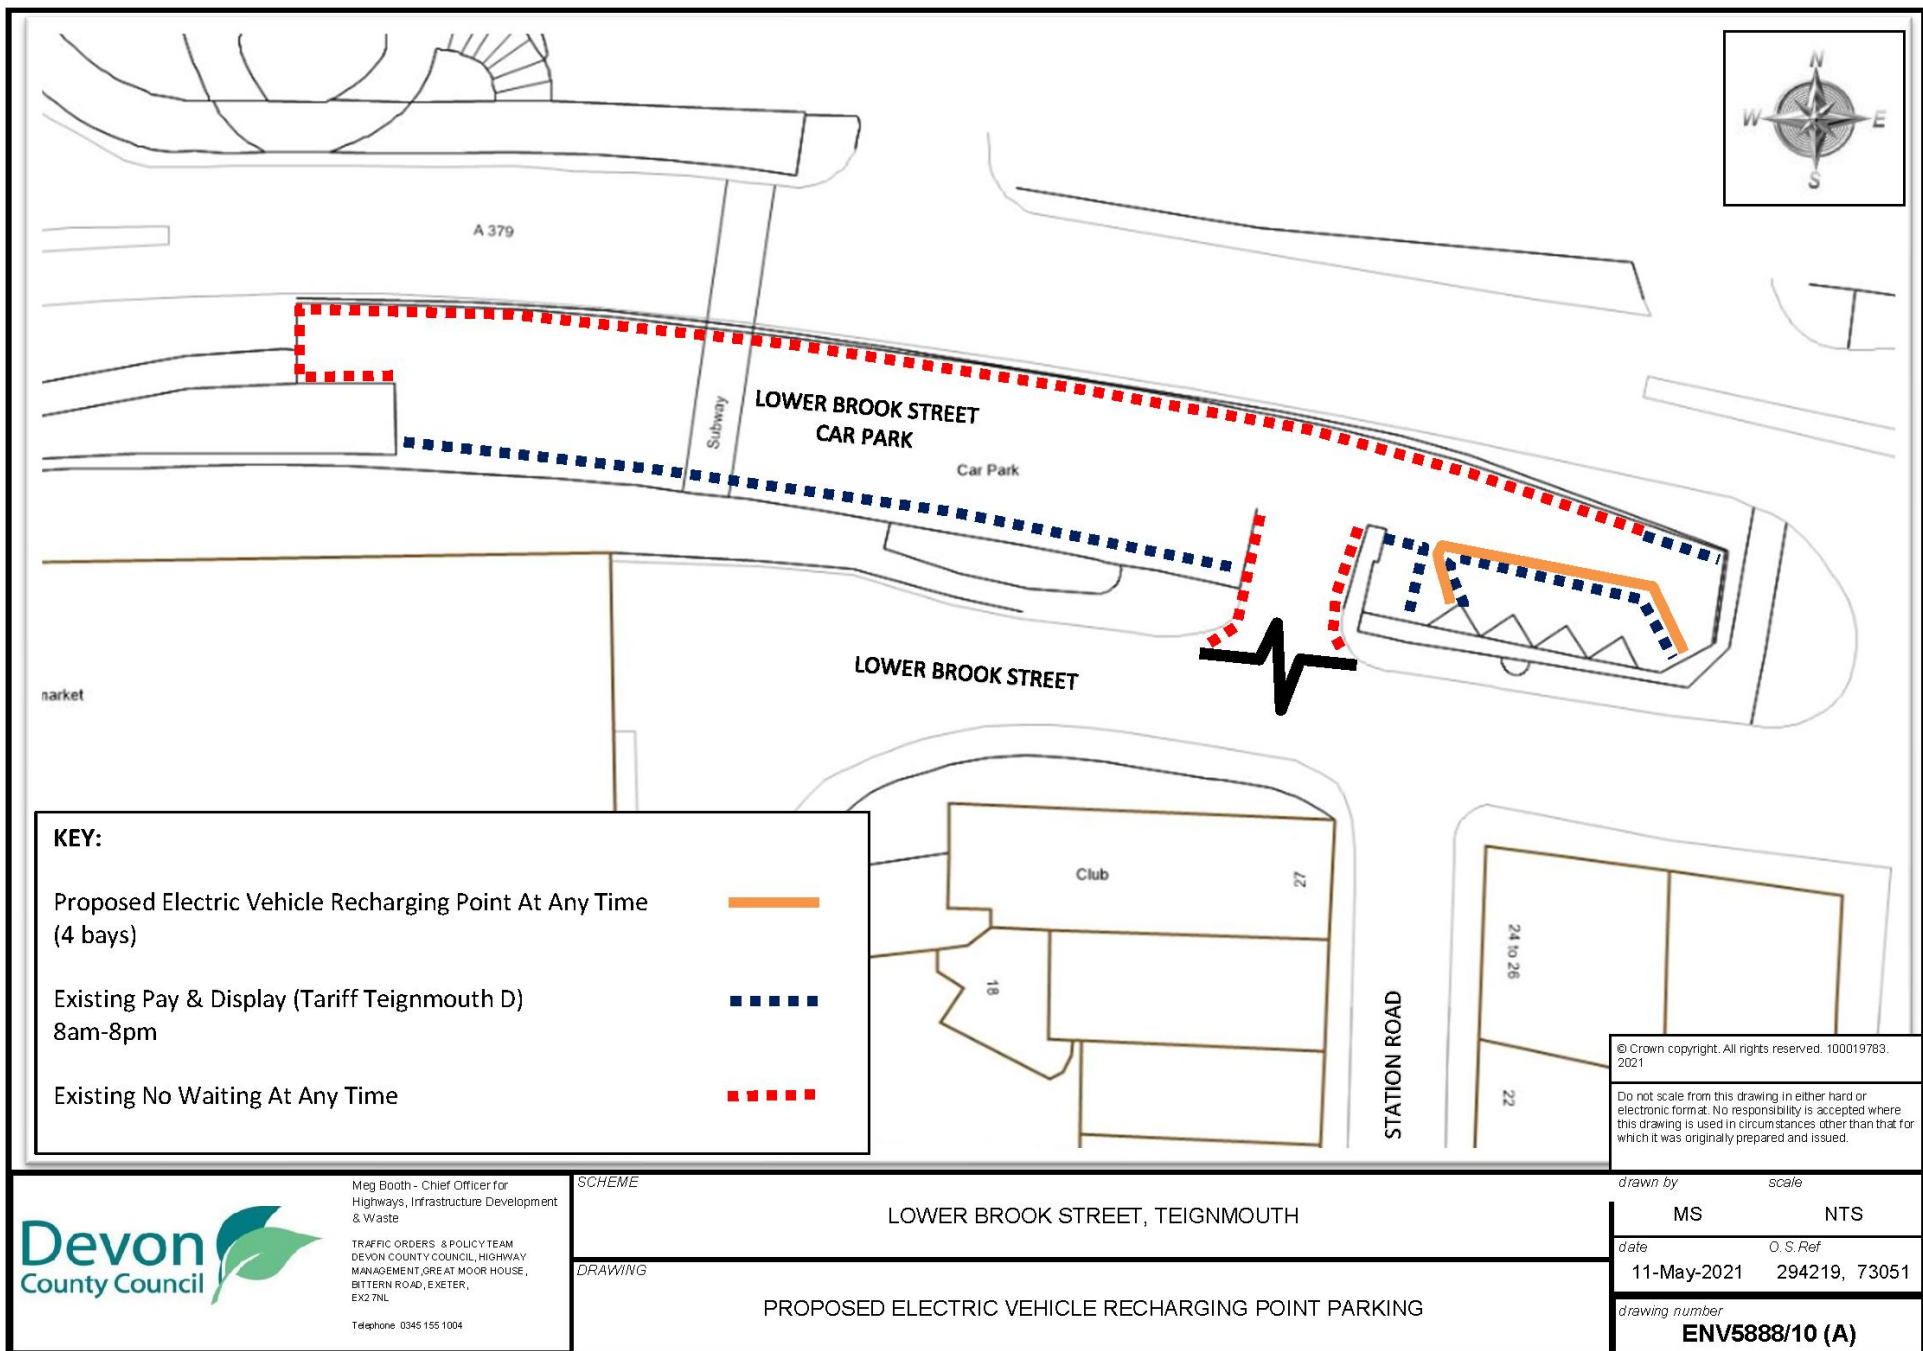 N
W
E
S
A 379
Subway
LOWER BROOK STREET
CAR PARK
Car Park
LOWER BROOK STREET
market
Club
27
18
24 to 26
22
STATION ROAD
KEY:
Proposed Electric Vehicle Recharging Point At Any Time
(4 bays)
Existing Pay & Display (Tariff Teignmouth D)
8am-8pm
Existing No Waiting At Any Time
© Crown copyright. All rights reserved. 100019783.
2021
Do not scale from this drawing in either hard or
electronic format. No responsibility is accepted where
this drawing is used in circumstances other than that for
which it was originally prepared and issued.
Devon
County Council
Meg Booth - Chief Officer for
Highways, Infrastructure Development
& Waste
TRAFFIC ORDERS & POLICY TEAM
DEVON COUNTY COUNCIL, HIGHWAY
MANAGEMENT, GREAT MOOR HOUSE,
BITTERN ROAD, EXETER,
EX2 7NL
Telephone 0345 155 1004
SCHEME
LOWER BROOK STREET, TEIGNMOUTH
DRAWING
PROPOSED ELECTRIC VEHICLE RECHARGING POINT PARKING
drawn by scale
MS NTS
date O.S.Ref
11-May-2021 294219, 73051
drawing number
ENV5888/10 (A)